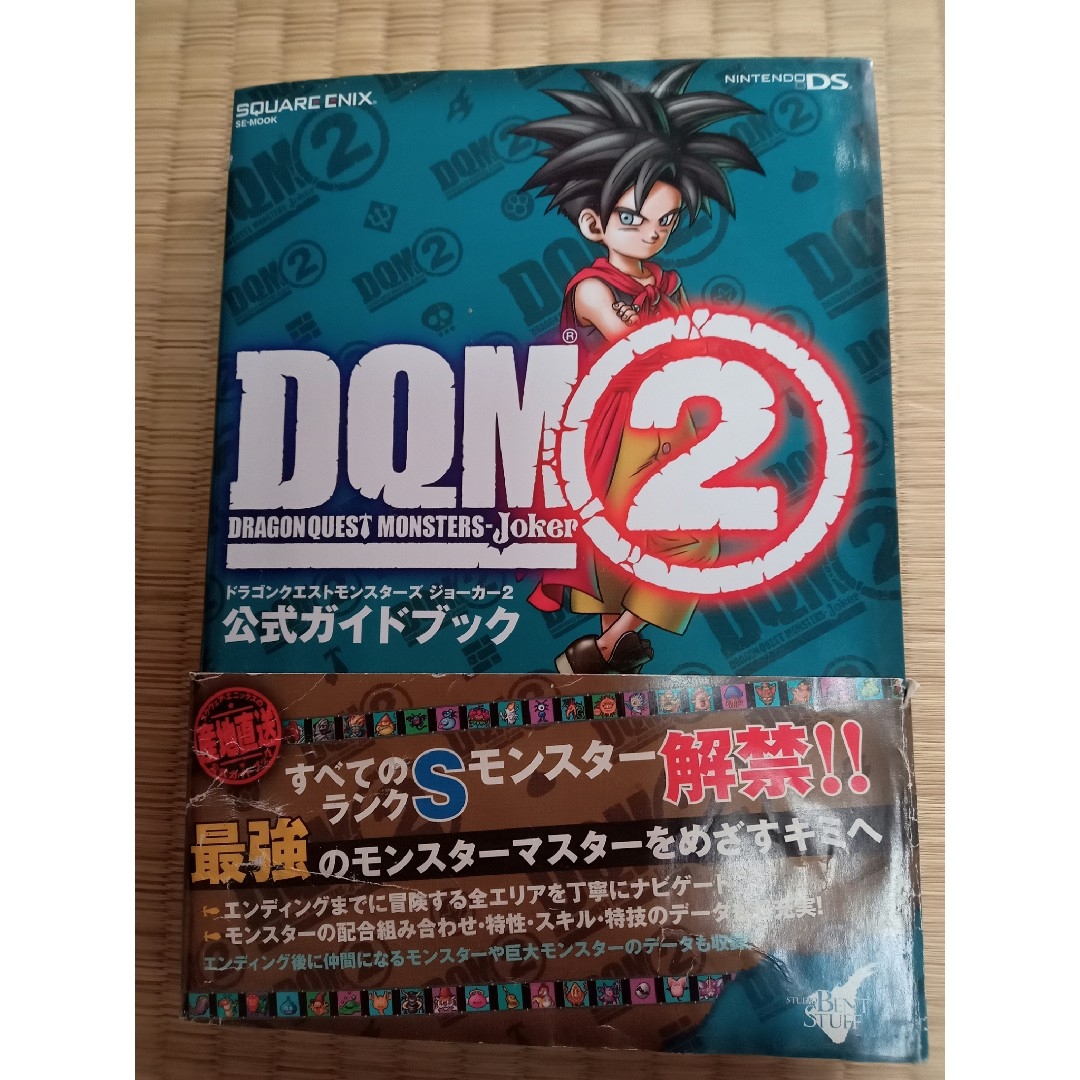 SQUARE ENIX®
SE-MOOK
NINTENDO DS
DQM®2
DRAGON QUEST MONSTERS-Joker
ドラゴンクエストモンスターズ ジョーカー2
公式ガイドブック
産地直送
すべての
ランクSモンスター解禁!!
最強のモンスターマスターをめざすキミへ
エンディングまでに冒険する全エリアを丁寧にナビゲート
モンスターの配合組み合わせ・特性・スキル・特技のデータ
充実!
エンディング後に仲間になるモンスターや巨大モンスターのデータも収録
STUDIO
BENT
STUFF